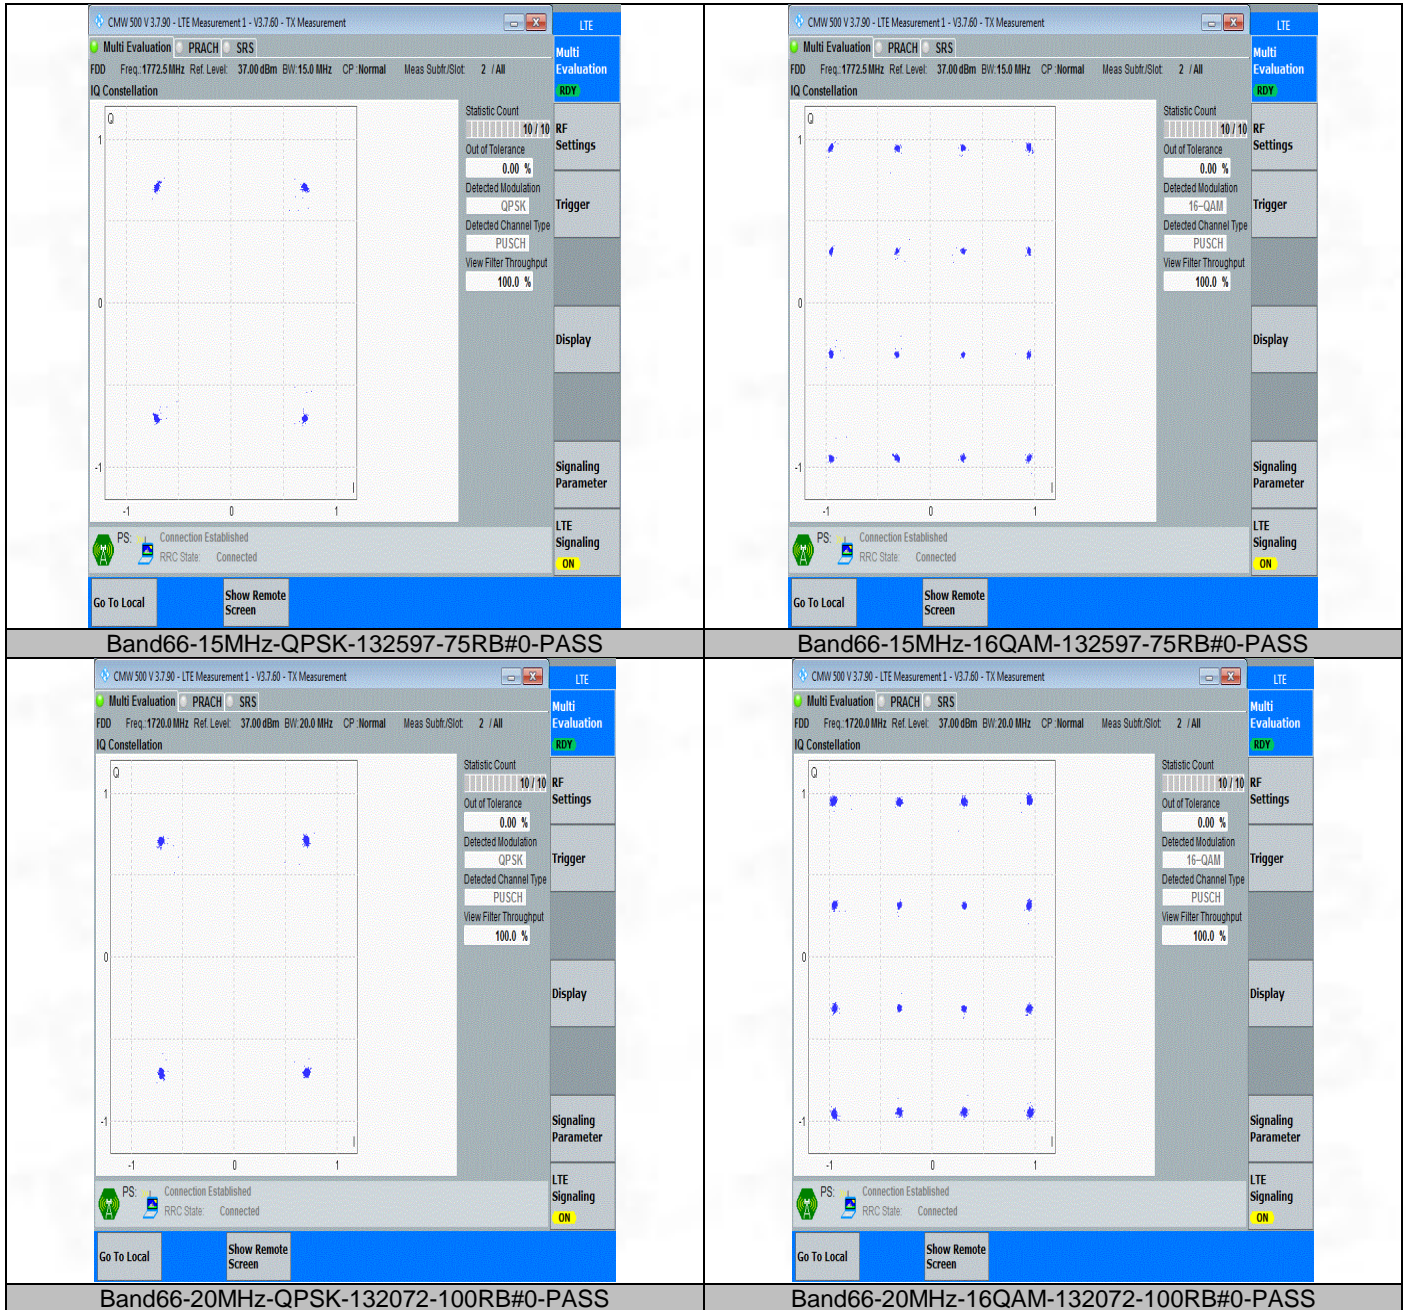 CMW 500 V 3.7.90 - LTE Measurement 1 - V3.7.60 - TX Measurement
LTE
Multi Evaluation PRACH SRS
Multi
Evaluation
RDY
FDD Freq.:1772.5 MHz Ref. Level: 37.00 dBm BW:15.0 MHz CP :Normal Meas Subfr./Slot: 2 / All
IQ Constellation
Q
1
0
-1
-1 0 1
I
Statistic Count
10 / 10
Out of Tolerance
0.00 %
Detected Modulation
QPSK
Detected Channel Type
PUSCH
View Filter Throughput
100.0 %
RF
Settings
Trigger
Display
Signaling
Parameter
LTE
Signaling
ON
PS: Connection Established
RRC State: Connected
Go To Local
Show Remote
Screen
Band66-15MHz-QPSK-132597-75RB#0-PASS
CMW 500 V 3.7.90 - LTE Measurement 1 - V3.7.60 - TX Measurement
LTE
Multi Evaluation PRACH SRS
Multi
Evaluation
RDY
FDD Freq.:1772.5 MHz Ref. Level: 37.00 dBm BW:15.0 MHz CP :Normal Meas Subfr./Slot: 2 / All
IQ Constellation
Q
1
0
-1
-1 0 1
I
Statistic Count
10 / 10
Out of Tolerance
0.00 %
Detected Modulation
16-QAM
Detected Channel Type
PUSCH
View Filter Throughput
100.0 %
RF
Settings
Trigger
Display
Signaling
Parameter
LTE
Signaling
ON
PS: Connection Established
RRC State: Connected
Go To Local
Show Remote
Screen
Band66-15MHz-16QAM-132597-75RB#0-PASS
CMW 500 V 3.7.90 - LTE Measurement 1 - V3.7.60 - TX Measurement
LTE
Multi Evaluation PRACH SRS
Multi
Evaluation
RDY
FDD Freq.:1720.0 MHz Ref. Level: 37.00 dBm BW:20.0 MHz CP :Normal Meas Subfr./Slot: 2 / All
IQ Constellation
Q
1
0
-1
-1 0 1
I
Statistic Count
10 / 10
Out of Tolerance
0.00 %
Detected Modulation
QPSK
Detected Channel Type
PUSCH
View Filter Throughput
100.0 %
RF
Settings
Trigger
Display
Signaling
Parameter
LTE
Signaling
ON
PS: Connection Established
RRC State: Connected
Go To Local
Show Remote
Screen
Band66-20MHz-QPSK-132072-100RB#0-PASS
CMW 500 V 3.7.90 - LTE Measurement 1 - V3.7.60 - TX Measurement
LTE
Multi Evaluation PRACH SRS
Multi
Evaluation
RDY
FDD Freq.:1720.0 MHz Ref. Level: 37.00 dBm BW:20.0 MHz CP :Normal Meas Subfr./Slot: 2 / All
IQ Constellation
Q
1
0
-1
-1 0 1
I
Statistic Count
10 / 10
Out of Tolerance
0.00 %
Detected Modulation
16-QAM
Detected Channel Type
PUSCH
View Filter Throughput
100.0 %
RF
Settings
Trigger
Display
Signaling
Parameter
LTE
Signaling
ON
PS: Connection Established
RRC State: Connected
Go To Local
Show Remote
Screen
Band66-20MHz-16QAM-132072-100RB#0-PASS